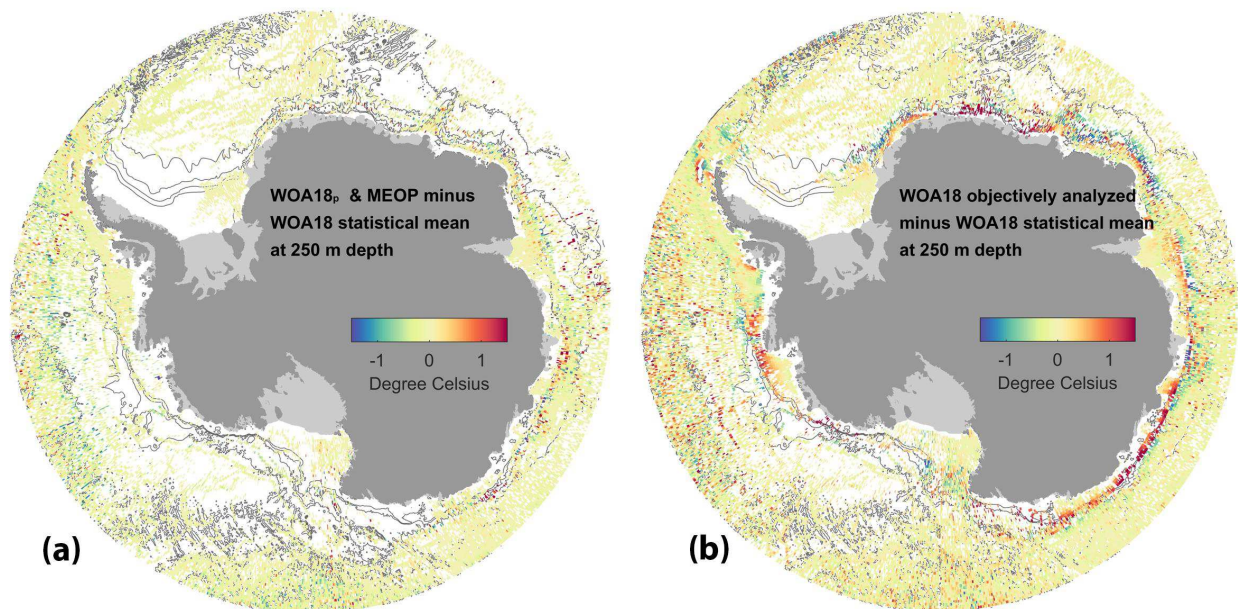 WOA18p & MEOP minus
WOA18 statistical mean
at 250 m depth
-1 0 1
Degree Celsius
(a)
WOA18 objectively analyzed
minus WOA18 statistical mean
at 250 m depth
-1 0 1
Degree Celsius
(b)